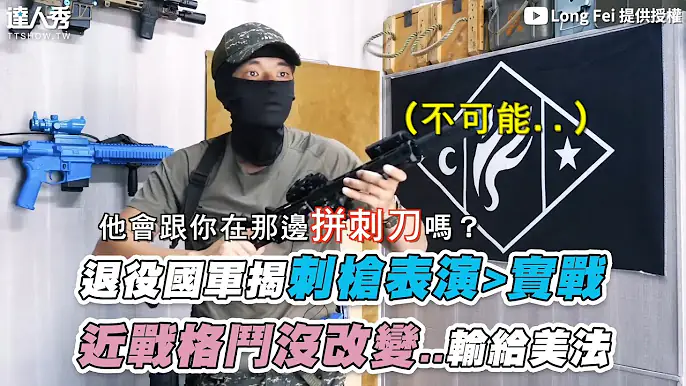 達人秀
TTSHOW.TW
Long Fei 提供授權
(不可能..)
C
他會跟你在那邊拼刺刀嗎？
退役國軍揭刺槍表演>實戰
近戰格鬥沒改變..輸給美法